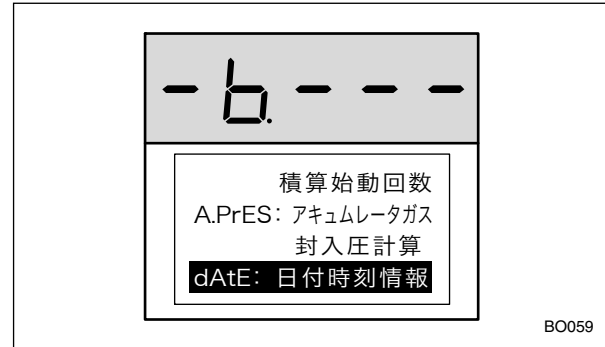 -b.---
積算始動回数
A.PrES：アキュムレータガス
封入圧計算
dAtE：日付時刻情報
BO059